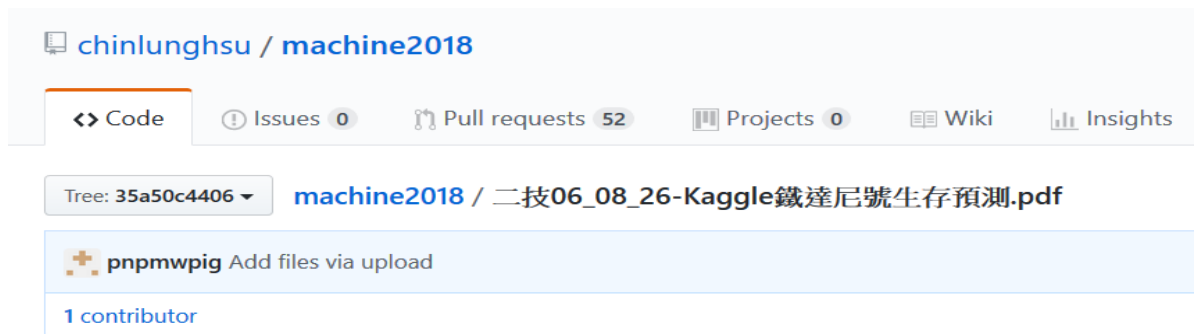 chinlunghsu / machine2018
Code Issues 0 Pull requests 52 Projects 0 Wiki Insights
Tree: 35a50c4406 machine2018 / 二技06_08_26-Kaggle鐵達尼號生存預測.pdf
pnpmwpig Add files via upload
1 contributor